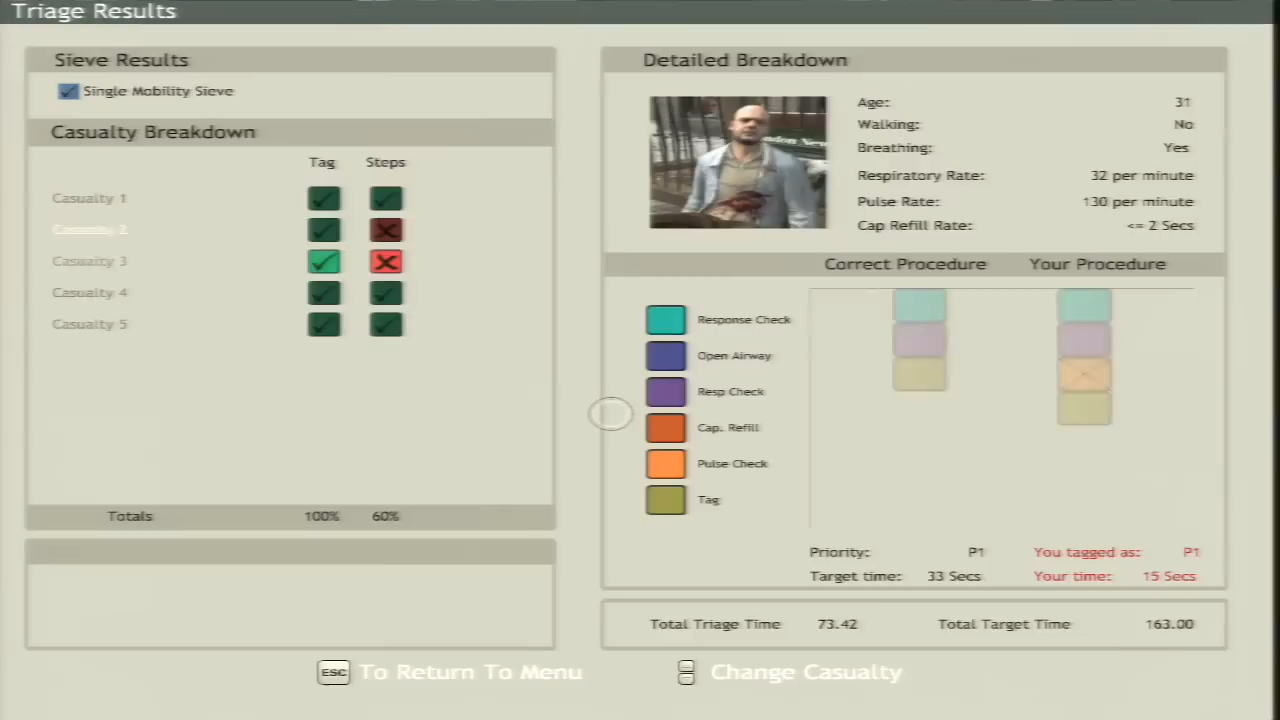 Triage Results
Sieve Results
Single Mobility Sieve
Casualty Breakdown
Tag Steps
Casualty 1
Casualty 2
Casualty 3
Casualty 4
Casualty 5
Totals 100% 60%
Detailed Breakdown
Age: 31
Walking: No
Breathing: Yes
Respiratory Rate: 32 per minute
Pulse Rate: 130 per minute
Cap Refill Rate: <= 2 Secs
Correct Procedure Your Procedure
Response Check
Open Airway
Resp Check
Cap. Refill
Pulse Check
Tag
Priority: P1 You tagged as: P1
Target time: 33 Secs Your time: 15 Secs
Total Triage Time 73.42 Total Target Time 163.00
ESC To Return To Menu Change Casualty